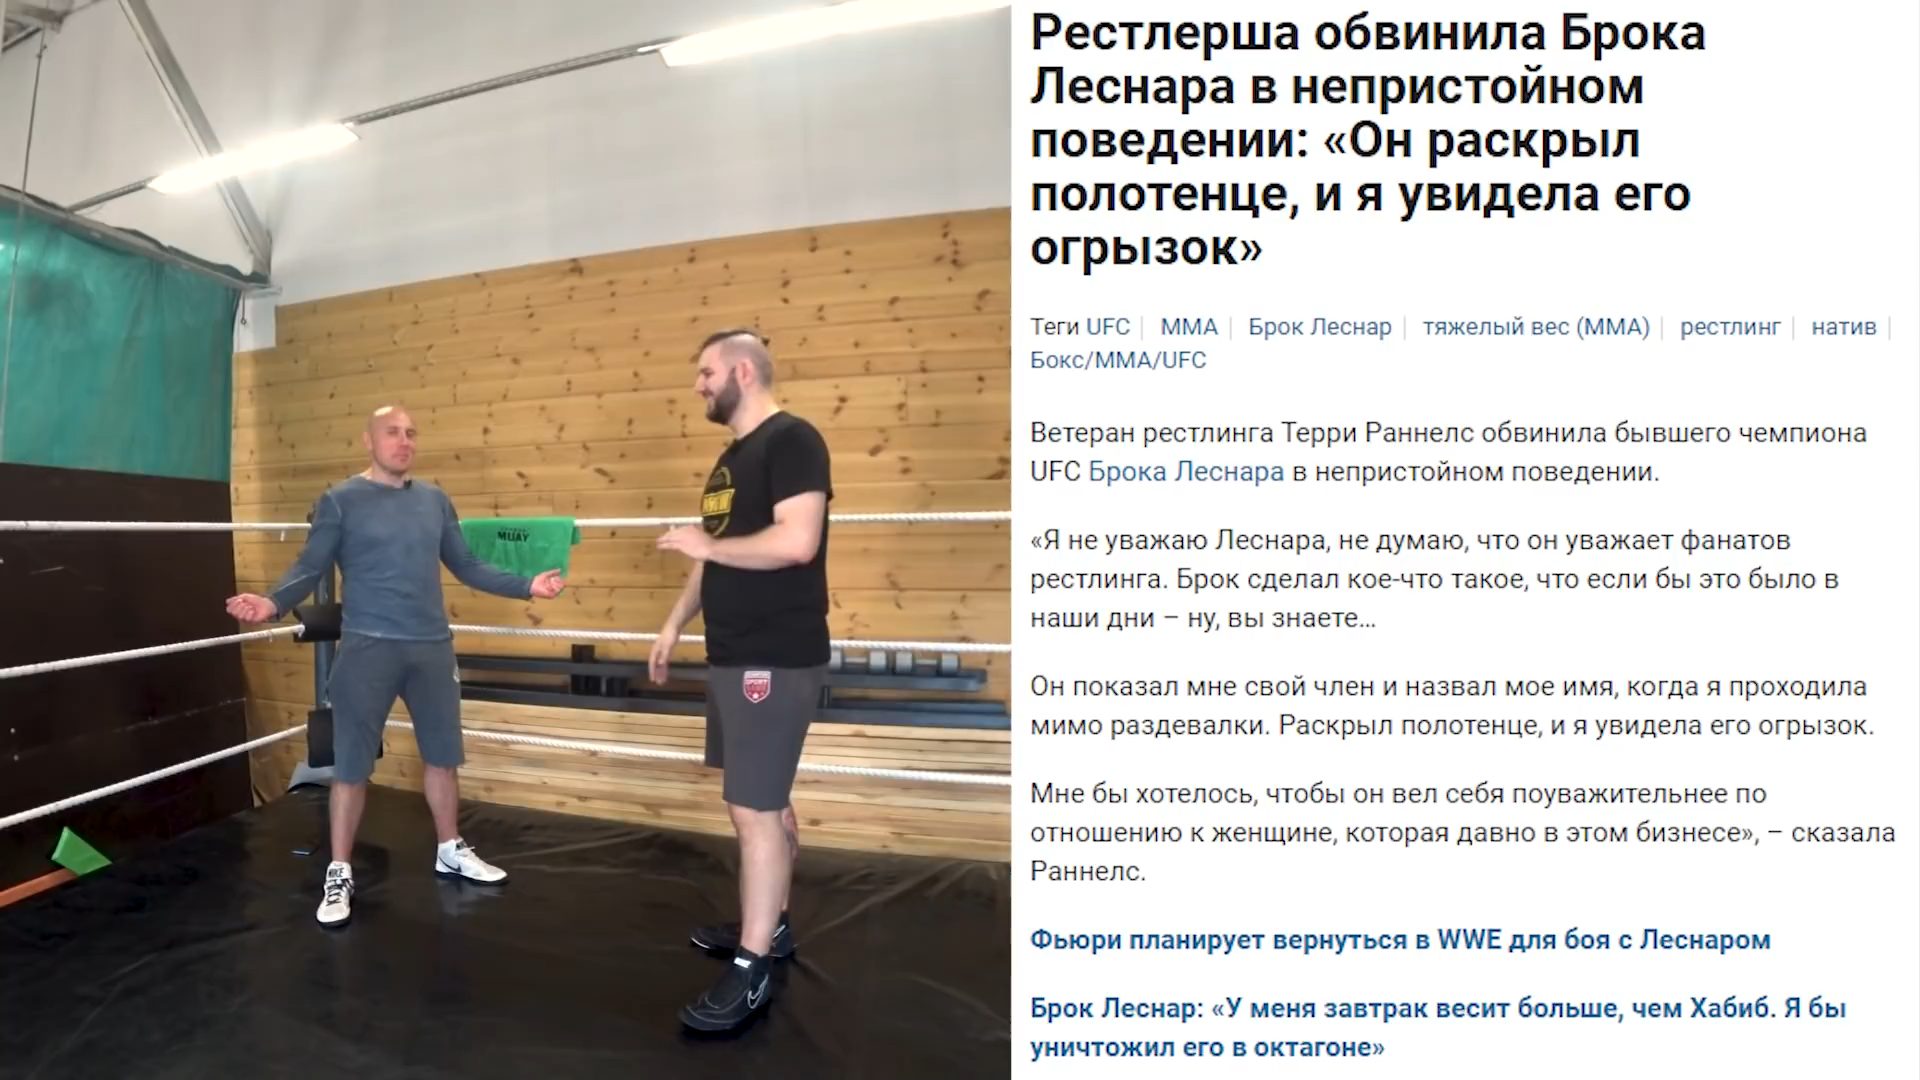 Рестлерша обвинила Брока
Леснара в непристойном
поведении: «Он раскрыл
полотенце, и я увидела его
огрызок»
Теги UFC | MMA | Брок Леснар | тяжелый вес (MMA) | рестлинг | натив |
Бокс/MMA/UFC
Ветеран рестлинга Терри Раннелс обвинила бывшего чемпиона
UFC Брока Леснара в непристойном поведении.
«Я не уважаю Леснара, не думаю, что он уважает фанатов
рестлинга. Брок сделал кое-что такое, что если бы это было в
наши дни – ну, вы знаете…
Он показал мне свой член и назвал мое имя, когда я проходила
мимо раздевалки. Раскрыл полотенце, и я увидела его огрызок.
Мне бы хотелось, чтобы он вел себя поуважительнее по
отношению к женщине, которая давно в этом бизнесе», – сказала
Раннелс.
Фьюри планирует вернуться в WWE для боя с Леснаром
Брок Леснар: «У меня завтрак весит больше, чем Хабиб. Я бы
уничтожил его в октагоне»
MUAY
NIKE
SPORT